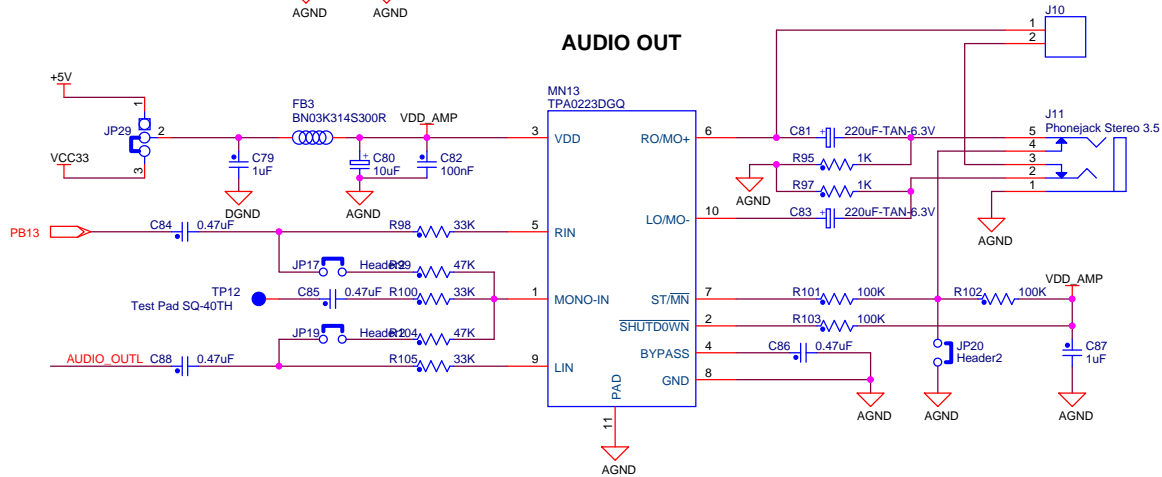 AGND
AGND
AUDIO OUT
J10
1
2
+5V
1
JP29
2
VCC33
3
FB3
BN03K314S300R
VDD_AMP
C79
1uF
DGND
+
C80
10uF
AGND
C82
100nF
MN13
TPA0223DGQ
3
VDD
RO/MO+
6
C81
+
220uF-TAN-6.3V
R95
1K
AGND
R97
1K
LO/MO-
10
C83
+
220uF-TAN-6.3V
J11
Phonejack Stereo 3.5
5
4
3
2
1
AGND
PB13
C84
0.47uF
R98
33K
5
RIN
JP17
Header2
R99
47K
TP12
Test Pad SQ-40TH
C85
0.47uF
R100
33K
1
MONO-IN
JP19
Header2
R104
47K
AUDIO_OUTL
C88
0.47uF
R105
33K
9
LIN
ST/MN
7
R101
100K
R102
100K
VDD_AMP
SHUTD0WN
2
R103
100K
BYPASS
4
C86
0.47uF
GND
8
AGND
JP20
Header2
AGND
C87
1uF
AGND
PAD
11
AGND